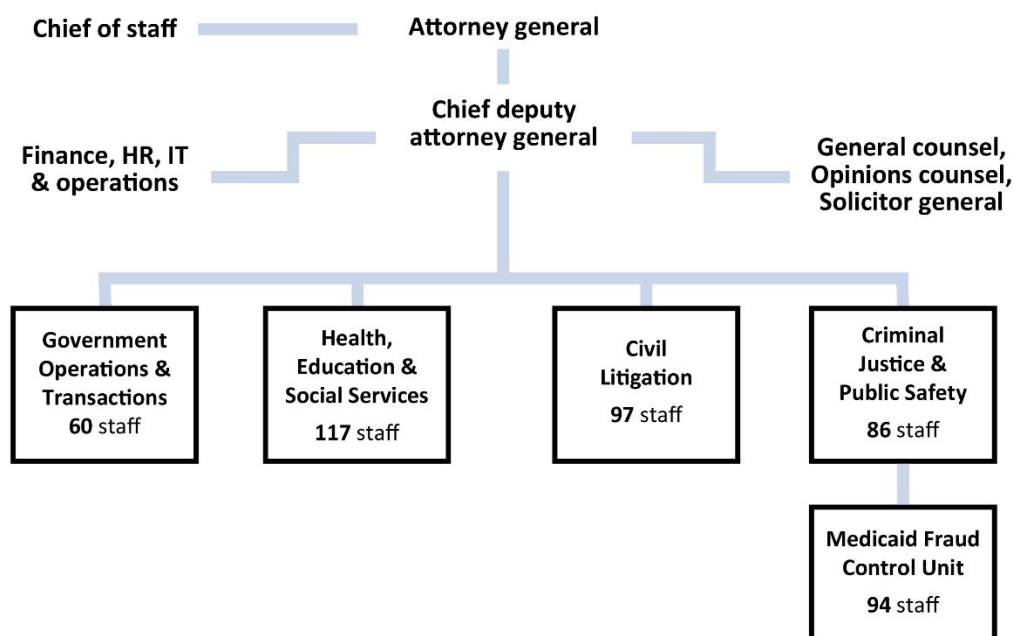 Chief of staff
Attorney general
Chief deputy
attorney general
Finance, HR, IT
& operations
General counsel,
Opinions counsel,
Solicitor general
Government
Operations &
Transactions
60 staff
Health,
Education &
Social Services
117 staff
Civil
Litigation
97 staff
Criminal
Justice &
Public Safety
86 staff
Medicaid Fraud
Control Unit
94 staff